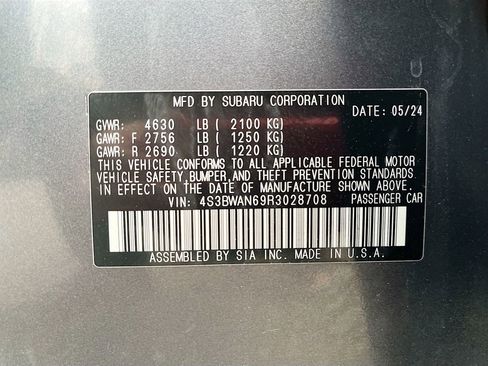 MFD BY SUBARU CORPORATION
DATE: 05/24
GVWR: 4630 LB ( 2100 KG)
GAWR: F 2756 LB ( 1250 KG)
GAWR: R 2690 LB ( 1220 KG)
THIS VEHICLE CONFORMS TO ALL APPLICABLE FEDERAL MOTOR
VEHICLE SAFETY, BUMPER, AND THEFT PREVENTION STANDARDS
IN EFFECT ON THE DATE OF MANUFACTURE SHOWN ABOVE.
VIN: 4S3BWAN69R3028708 PASSENGER CAR
ASSEMBLED BY SIA INC. MADE IN U.S.A.